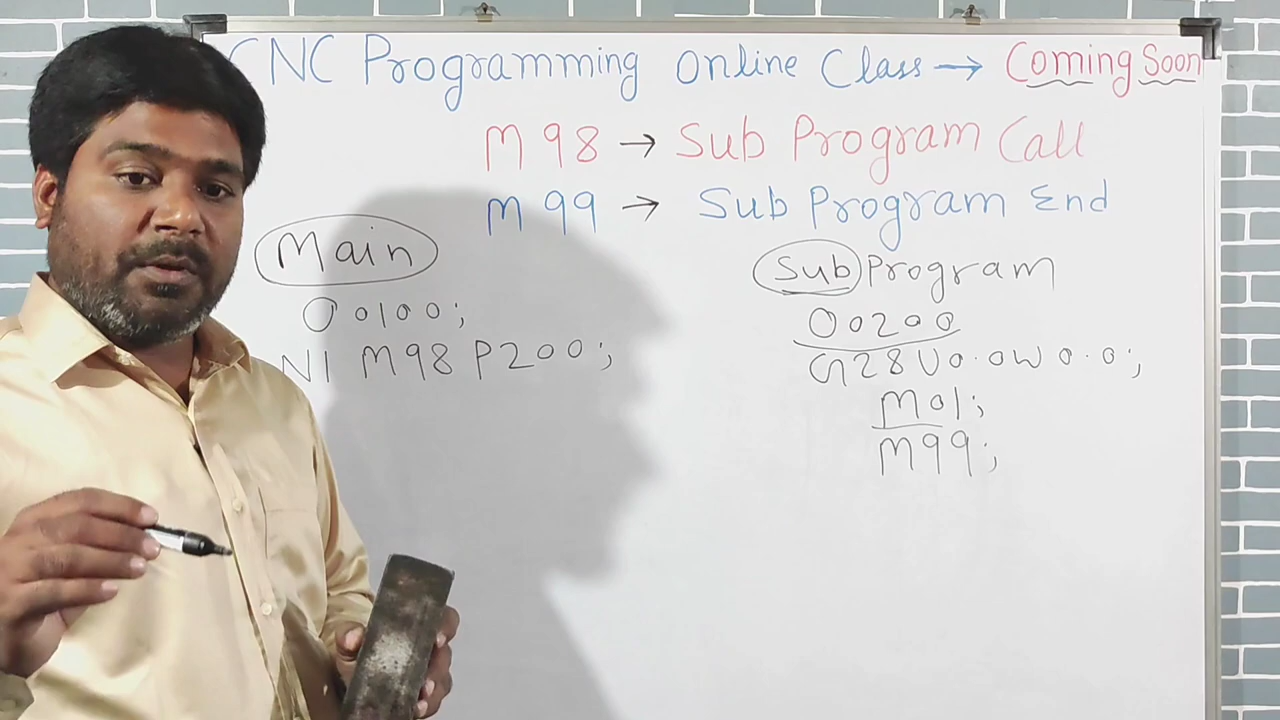 CNC Programming Online Class → Coming Soon
M98 → Sub Program Call
M99 → Sub Program End
Main
O0100;
N1 M98 P200;
Sub Program
O0200
G28 U0.0 W0.0;
M01;
M99;